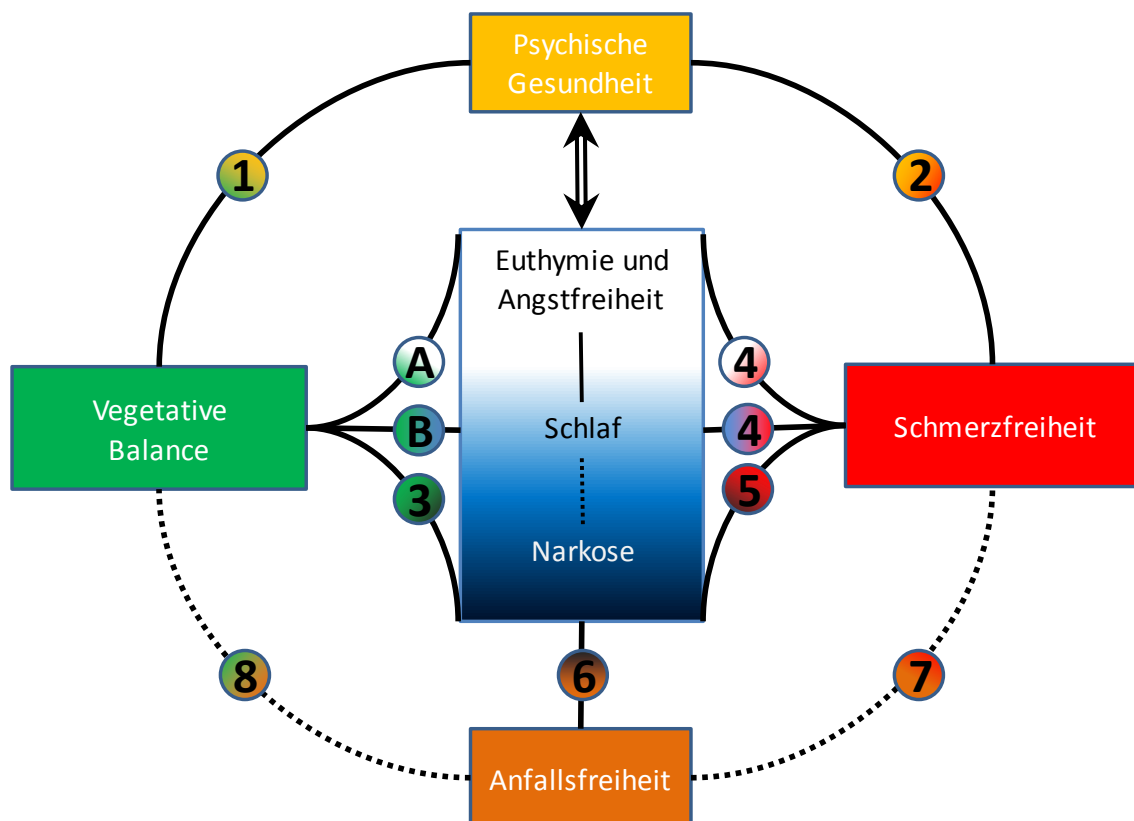 Psychische
Gesundheit
1
2
Euthymie und
Angstfreiheit
A
4
Vegetative
Balance
B
Schlaf
4
Schmerzfreiheit
3
5
Narkose
8
6
7
Anfallsfreiheit